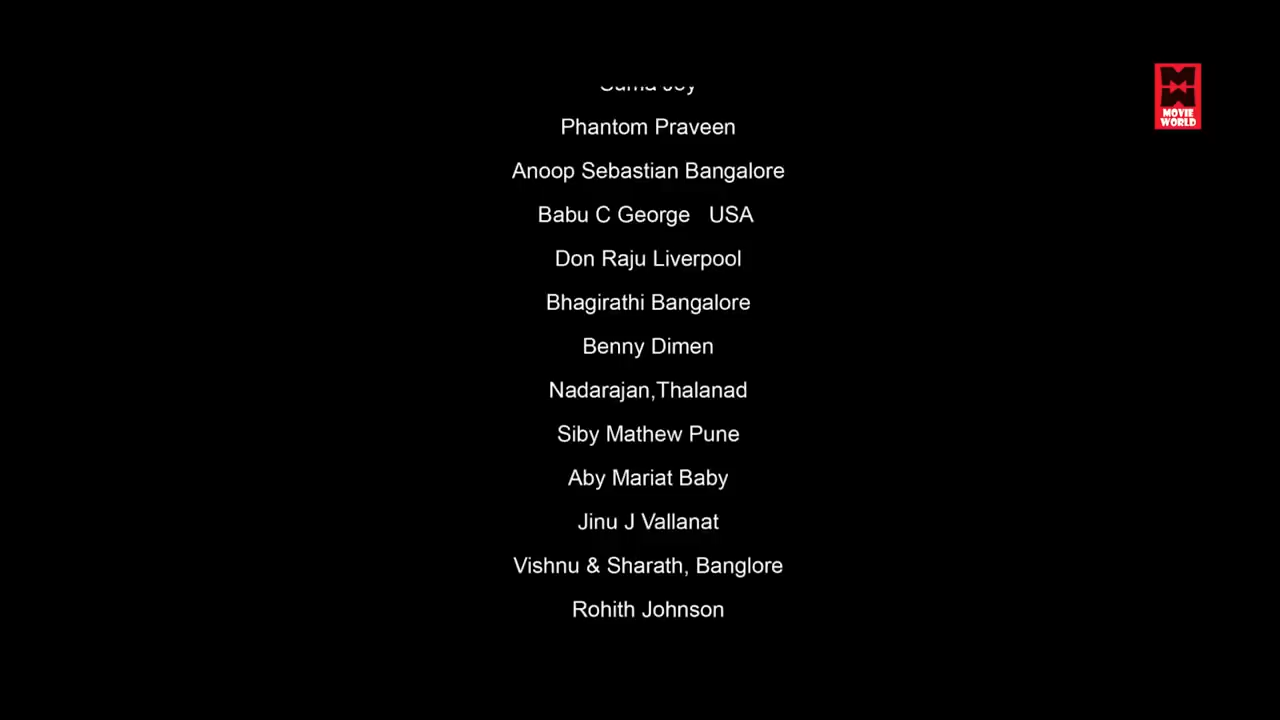 Phantom Praveen
Anoop Sebastian Bangalore
Babu C George   USA
Don Raju Liverpool
Bhagirathi Bangalore
Benny Dimen
Nadarajan,Thalanad
Siby Mathew Pune
Aby Mariat Baby
Jinu J Vallanat
Vishnu & Sharath, Banglore
Rohith Johnson
MOVIE
WORLD